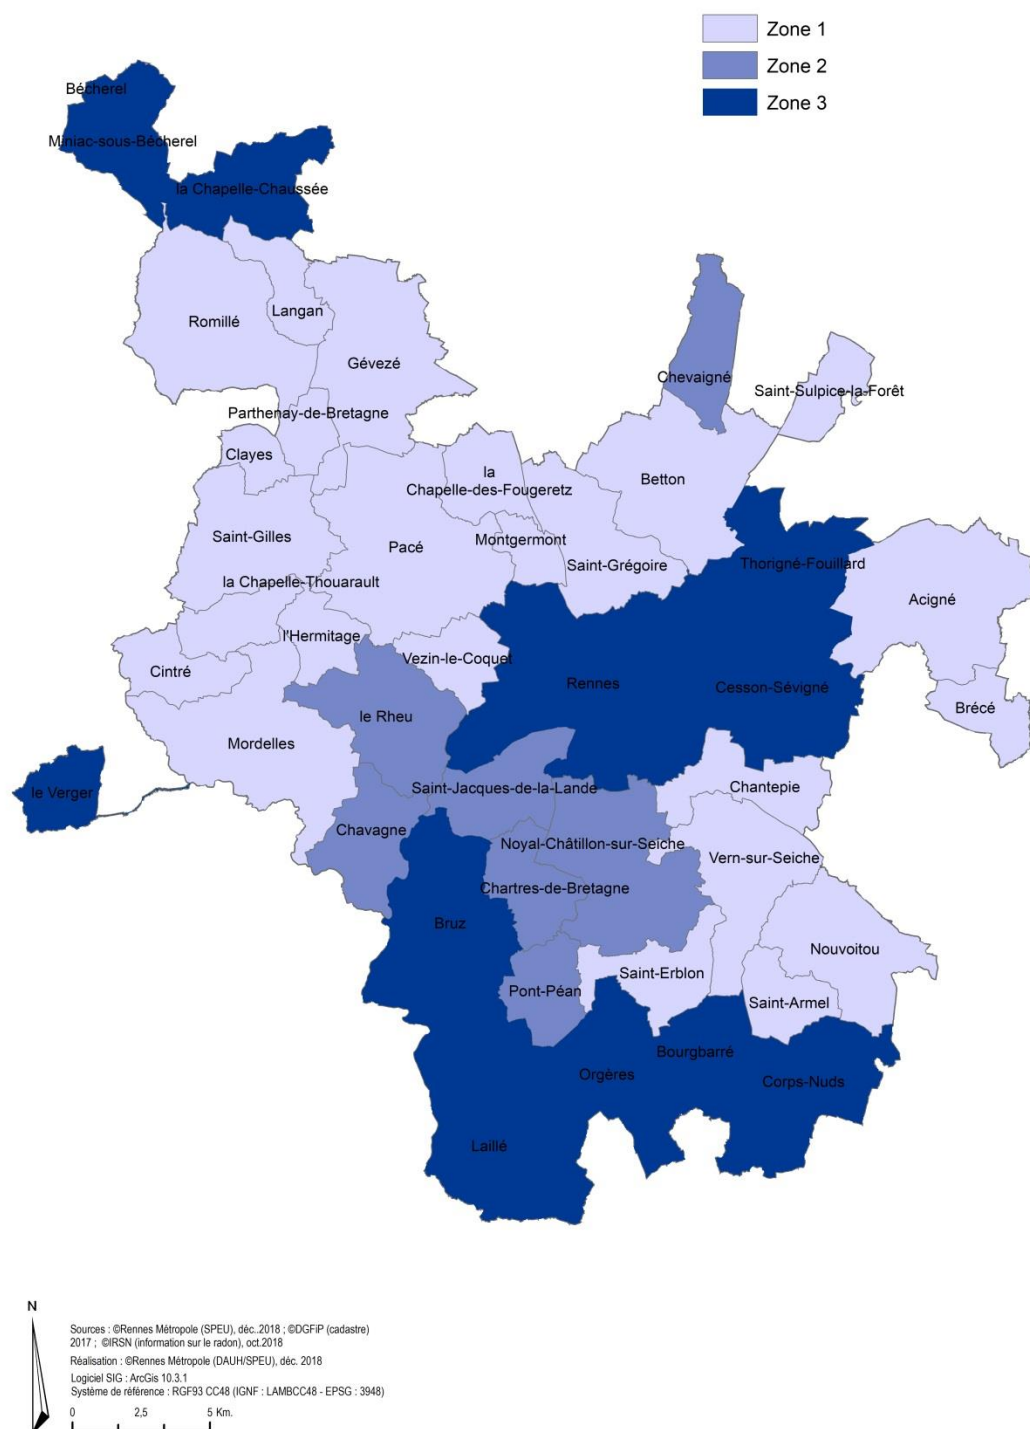 Zone 1
Zone 2
Zone 3
Bécherel
Miniac-sous-Bécherel
la Chapelle-Chaussée
Langan
Romillé
Gévezé
Chevaigné
Saint-Sulpice-la-Forêt
Parthenay-de-Bretagne
Clayes
la
Chapelle-des-Fougeretz
Betton
Saint-Gilles
Pacé
Montgermont
Saint-Grégoire
Thorigné-Fouillard
la Chapelle-Thouarault
Acigné
l'Hermitage
Vezin-le-Coquet
Cintré
Rennes
Cesson-Sévigné
Brécé
le Rheu
Mordelles
le Verger
Saint-Jacques-de-la-Lande
Chantepie
Chavagne
Noyal-Châtillon-sur-Seiche
Vern-sur-Seiche
Chartres-de-Bretagne
Bruz
Nouvoitou
Saint-Erblon
Pont-Péan
Saint-Armel
Bourgbarré
Orgères
Corps-Nuds
Laillé
N
Sources : ©Rennes Métropole (SPEU), déc..2018 ; ©DGFiP (cadastre)
2017 ; ©IRSN (information sur le radon), oct.2018
Réalisation : ©Rennes Métropole (DAUH/SPEU), déc. 2018
Logiciel SIG : ArcGis 10.3.1
Système de référence : RGF93 CC48 (IGNF : LAMBCC48 - EPSG : 3948)
0 2,5 5 Km.